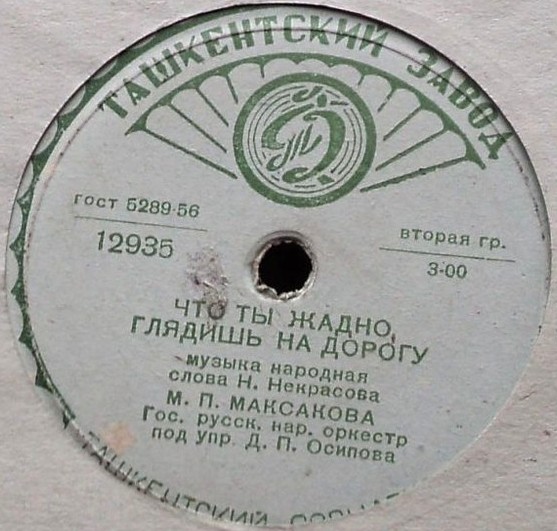 ТАШКЕНТСКИЙ ЗАВОД
ГОСТ 5289-56
12935
вторая гр.
3-00
ЧТО ТЫ ЖАДНО,
ГЛЯДИШЬ НА ДОРОГУ
музыка народная
слова Н. Некрасова
М. П. МАКСАКОВА
Гос. русск. нар. оркестр
под упр. Д. П. Осипова
ТАШКЕНТСКИЙ